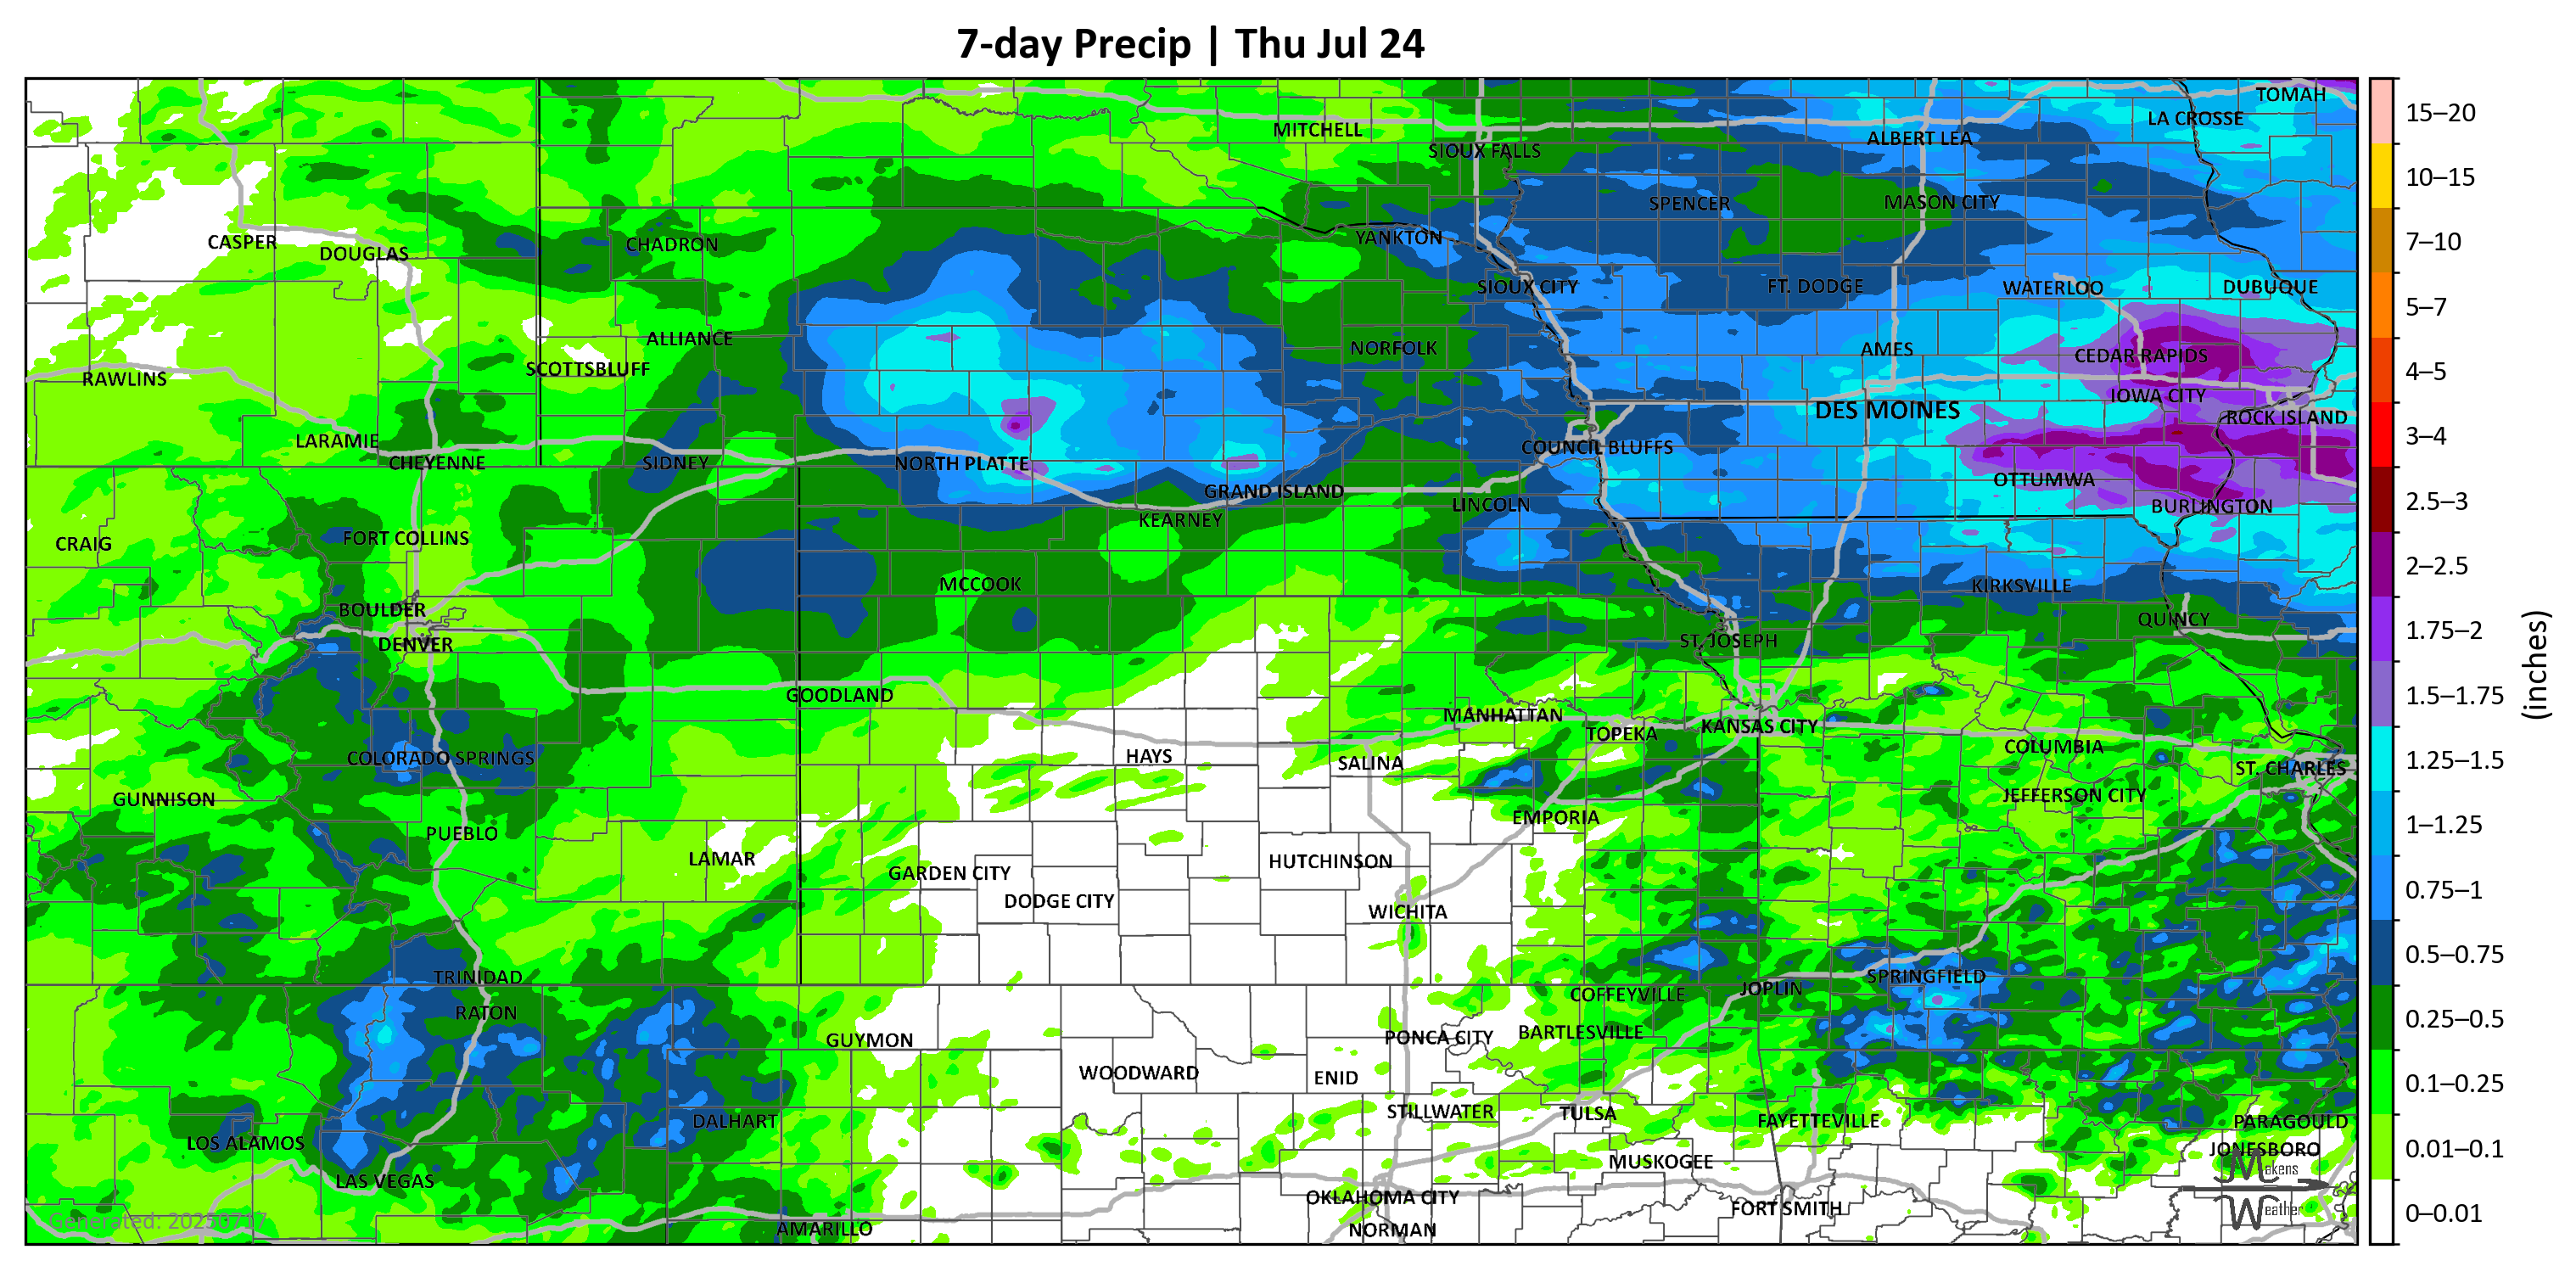 7-day Precip | Thu Jul 24
TOMAH
LA CROSSE
MITCHELL
ALBERT LEA
SIOUX FALLS
SPENCER
MASON CITY
YANKTON
CASPER
CHADRON
DOUGLAS
SIOUX CITY
FT. DODGE
WATERLOO
DUBUQUE
ALLIANCE
NORFOLK
AMES
CEDAR RAPIDS
SCOTTSBLUFF
RAWLINS
IOWA CITY
DES MOINES
ROCK ISLAND
LARAMIE
COUNCIL BLUFFS
CHEYENNE
SIDNEY
NORTH PLATTE
OTTUMWA
GRAND ISLAND
LINCOLN
BURLINGTON
KEARNEY
CRAIG
FORT COLLINS
MCCOOK
KIRKSVILLE
BOULDER
QUINCY
DENVER
ST. JOSEPH
GOODLAND
MANHATTAN
KANSAS CITY
TOPEKA
COLUMBIA
COLORADO SPRINGS
HAYS
SALINA
ST. CHARLES
GUNNISON
JEFFERSON CITY
EMPORIA
PUEBLO
LAMAR
HUTCHINSON
GARDEN CITY
DODGE CITY
WICHITA
TRINIDAD
SPRINGFIELD
JOPLIN
COFFEYVILLE
RATON
GUYMON
PONCA CITY
BARTLESVILLE
WOODWARD
ENID
STILLWATER
TULSA
DALHART
FAYETTEVILLE
PARAGOULD
LOS ALAMOS
JONESBORO
MUSKOGEE
Makens
LAS VEGAS
OKLAHOMA CITY
FORT SMITH
Weather
Generated: 20250717
AMARILLO
NORMAN
15–20
10–15
7–10
5–7
4–5
3–4
2.5–3
2–2.5
1.75–2
1.5–1.75
1.25–1.5
1–1.25
0.75–1
0.5–0.75
0.25–0.5
0.1–0.25
0.01–0.1
0–0.01
(inches)